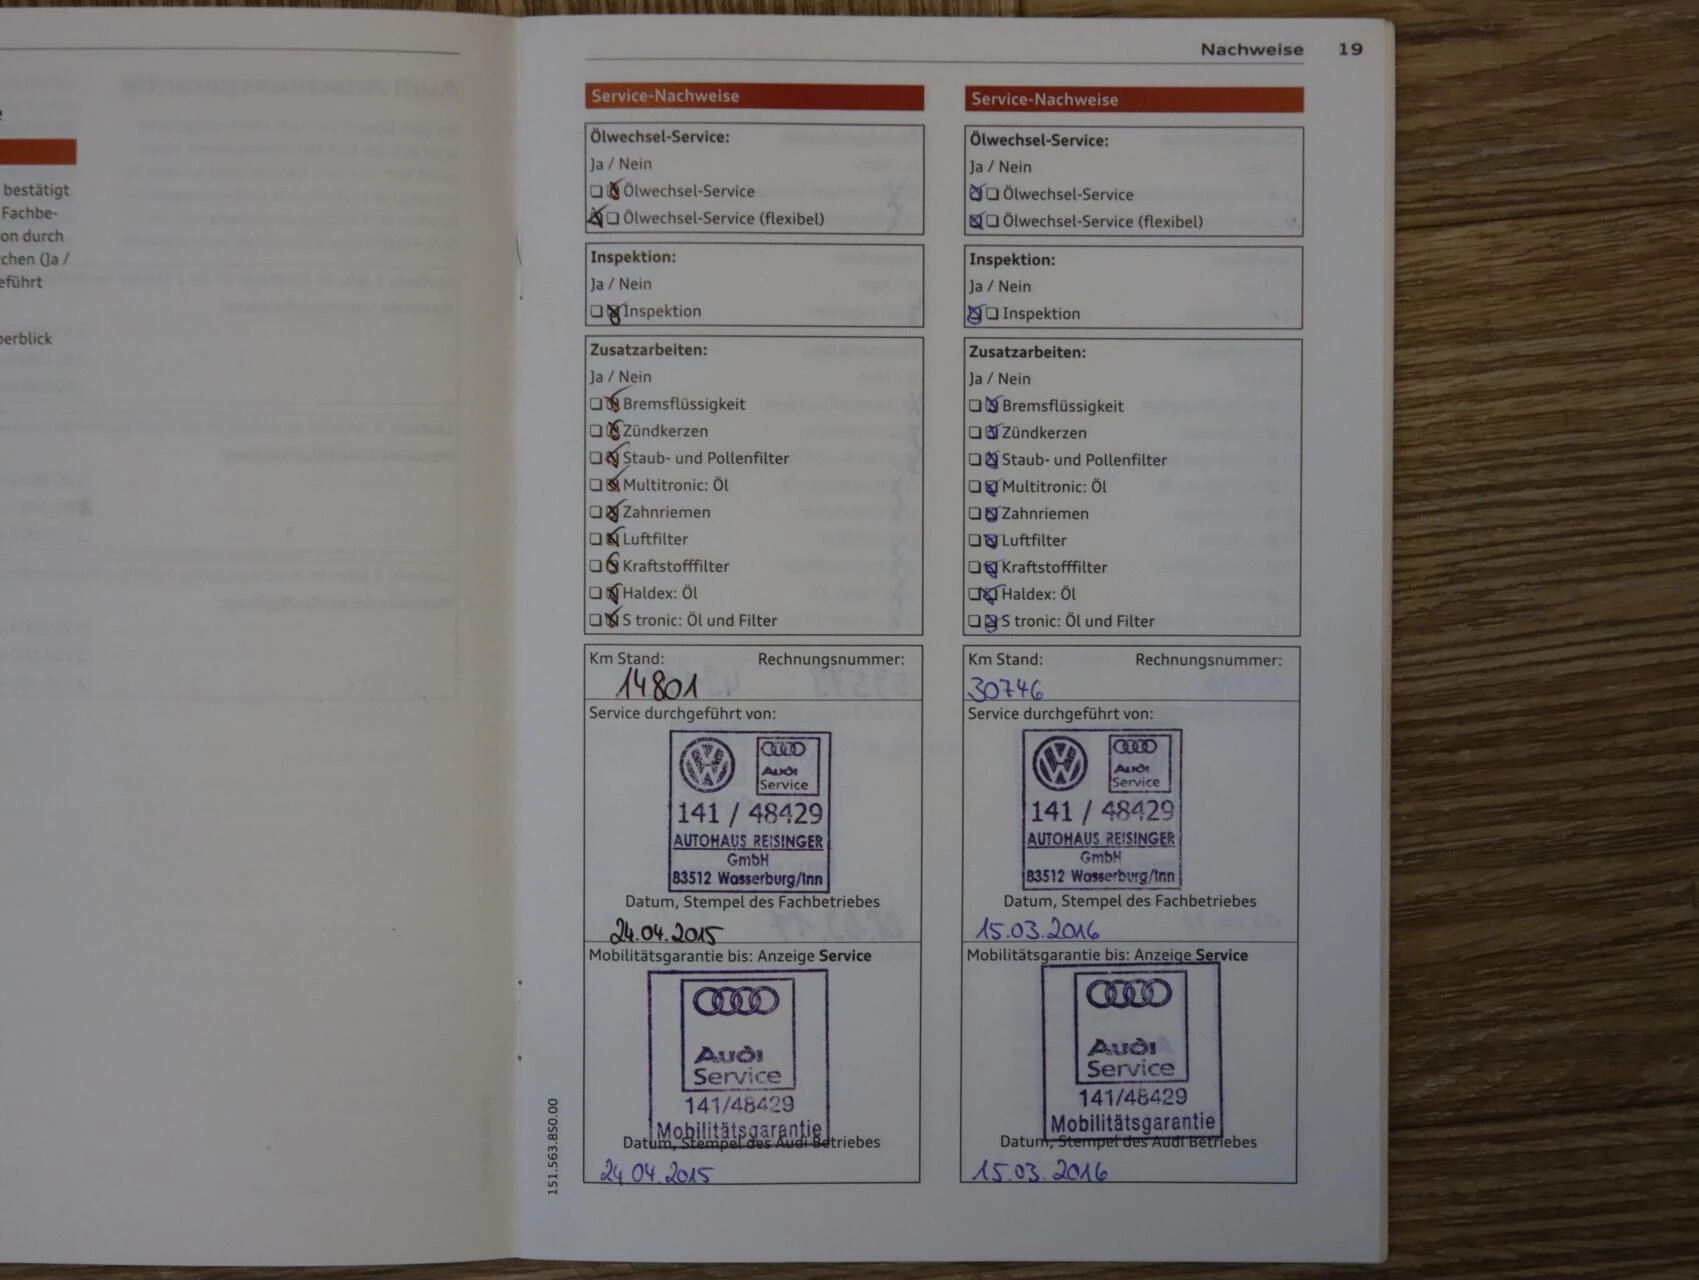 Nachweise 19
bestätigt
Fachbe-
on durch
chen (Ja /
eführt
erblick
Service-Nachweise
Ölwechsel-Service:
Ja / Nein
Ölwechsel-Service
Ölwechsel-Service (flexibel)
Inspektion:
Ja / Nein
Inspektion
Zusatzarbeiten:
Ja / Nein
Bremsflüssigkeit
Zündkerzen
Staub- und Pollenfilter
Multitronic: Öl
Zahnriemen
Luftfilter
Kraftstofffilter
Haldex: Öl
S tronic: Öl und Filter
Km Stand: Rechnungsnummer:
14801
Service durchgeführt von:
Audi
Service
141 / 48429
AUTOHAUS REISINGER
GmbH
83512 Wasserburg/Inn
Datum, Stempel des Fachbetriebes
24.04.2015
Mobilitätsgarantie bis: Anzeige Service
Audi
Service
141/48429
Mobilitätsgarantie
Datum, Stempel des Audi Betriebes
24.04.2015
Service-Nachweise
Ölwechsel-Service:
Ja / Nein
Ölwechsel-Service
Ölwechsel-Service (flexibel)
Inspektion:
Ja / Nein
Inspektion
Zusatzarbeiten:
Ja / Nein
Bremsflüssigkeit
Zündkerzen
Staub- und Pollenfilter
Multitronic: Öl
Zahnriemen
Luftfilter
Kraftstofffilter
Haldex: Öl
S tronic: Öl und Filter
Km Stand: Rechnungsnummer:
30746
Service durchgeführt von:
Audi
Service
141 / 48429
AUTOHAUS REISINGER
GmbH
83512 Wasserburg/Inn
Datum, Stempel des Fachbetriebes
15.03.2016
Mobilitätsgarantie bis: Anzeige Service
Audi
Service
141/48429
Mobilitätsgarantie
Datum, Stempel des Audi Betriebes
15.03.2016
151.563.850.00